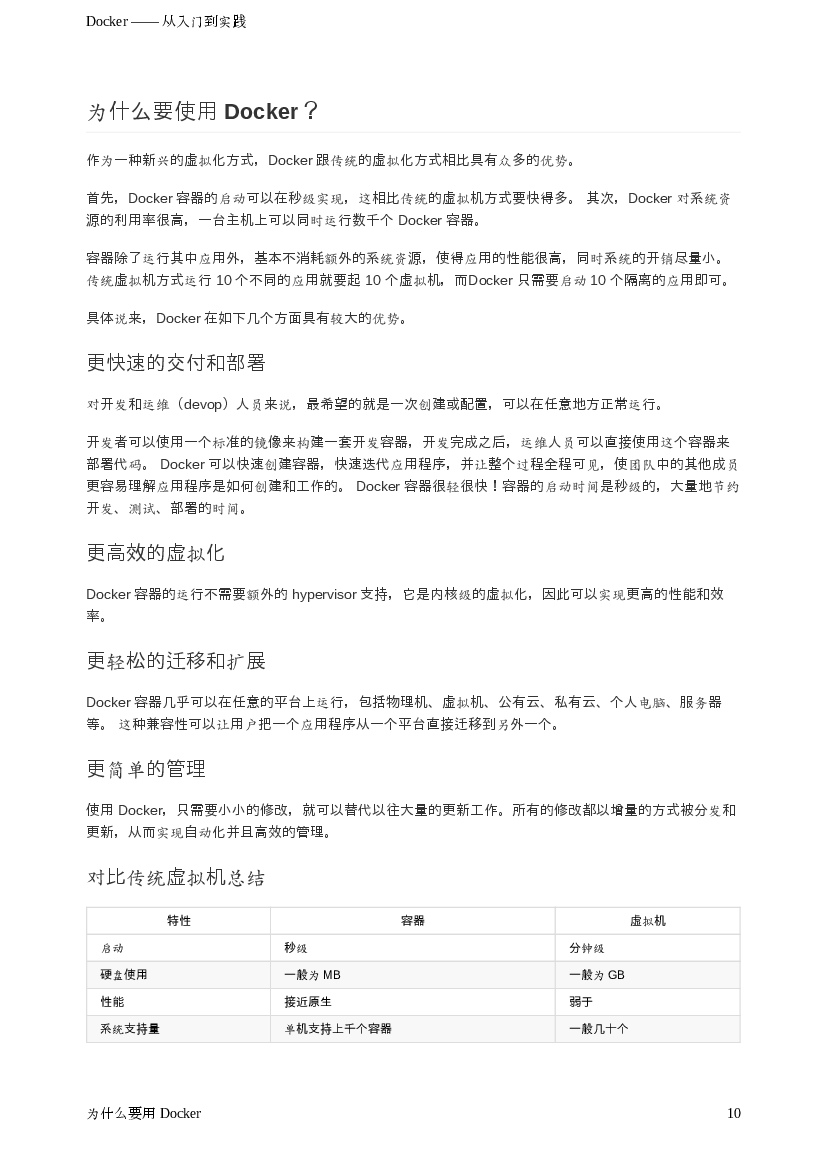 Docker —— 从入门到实践
为什么要使用 Docker？
作为一种新兴的虚拟化方式，Docker 跟传统的虚拟化方式相比具有众多的优势。
首先，Docker 容器的启动可以在秒级实现，这相比传统的虚拟机方式要快得多。 其次，Docker 对系统资
源的利用率很高，一台主机上可以同时运行数千个 Docker 容器。
容器除了运行其中应用外，基本不消耗额外的系统资源，使得应用的性能很高，同时系统的开销尽量小。
传统虚拟机方式运行 10 个不同的应用就要起 10 个虚拟机，而Docker 只需要启动 10 个隔离的应用即可。
具体说来，Docker 在如下几个方面具有较大的优势。
更快速的交付和部署
对开发和运维（devop）人员来说，最希望的就是一次创建或配置，可以在任意地方正常运行。
开发者可以使用一个标准的镜像来构建一套开发容器，开发完成之后，运维人员可以直接使用这个容器来
部署代码。 Docker 可以快速创建容器，快速迭代应用程序，并让整个过程全程可见，使团队中的其他成员
更容易理解应用程序是如何创建和工作的。 Docker 容器很轻很快！容器的启动时间是秒级的，大量地节约
开发、测试、部署的时间。
更高效的虚拟化
Docker 容器的运行不需要额外的 hypervisor 支持，它是内核级的虚拟化，因此可以实现更高的性能和效
率。
更轻松的迁移和扩展
Docker 容器几乎可以在任意的平台上运行，包括物理机、虚拟机、公有云、私有云、个人电脑、服务器
等。 这种兼容性可以让用户把一个应用程序从一个平台直接迁移到另外一个。
更简单的管理
使用 Docker，只需要小小的修改，就可以替代以往大量的更新工作。所有的修改都以增量的方式被分发和
更新，从而实现自动化并且高效的管理。
对比传统虚拟机总结
特性 容器 虚拟机
启动 秒级 分钟级
硬盘使用 一般为 MB 一般为 GB
性能 接近原生 弱于
系统支持量 单机支持上千个容器 一般几十个
为什么要用 Docker 10